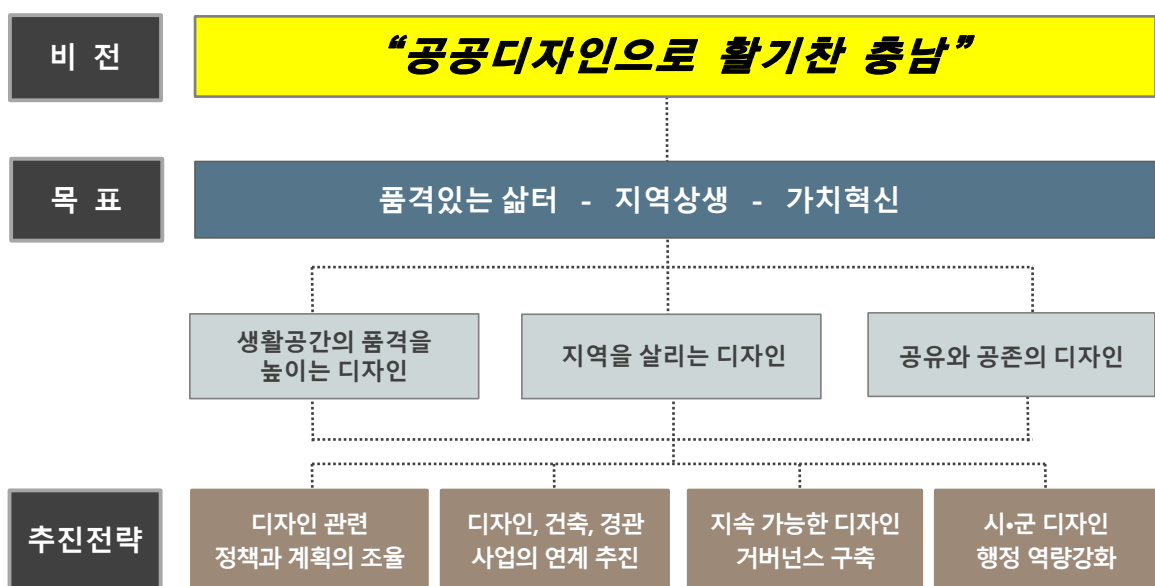 비 전
“공공디자인으로 활기찬 충남”
목 표
품격있는 삶터 - 지역상생 - 가치혁신
생활공간의 품격을
높이는 디자인
지역을 살리는 디자인
공유와 공존의 디자인
추진전략
디자인 관련
정책과 계획의 조율
디자인, 건축, 경관
사업의 연계 추진
지속 가능한 디자인
거버넌스 구축
시•군 디자인
행정 역량강화